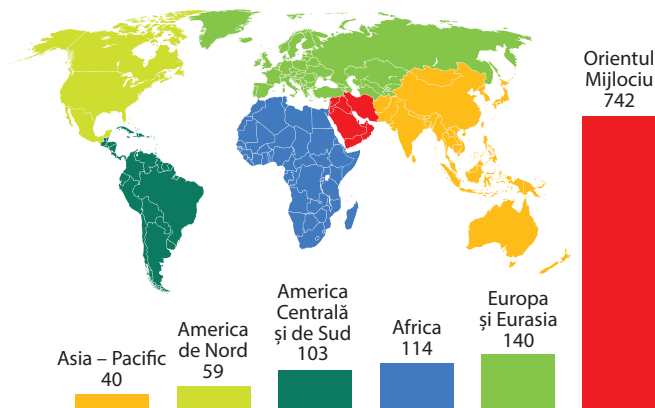 Asia – Pacific
40
America
de Nord
59
America
Centrală
și de Sud
103
Africa
114
Europa
și Eurasia
140
Orientul
Mijlociu
742